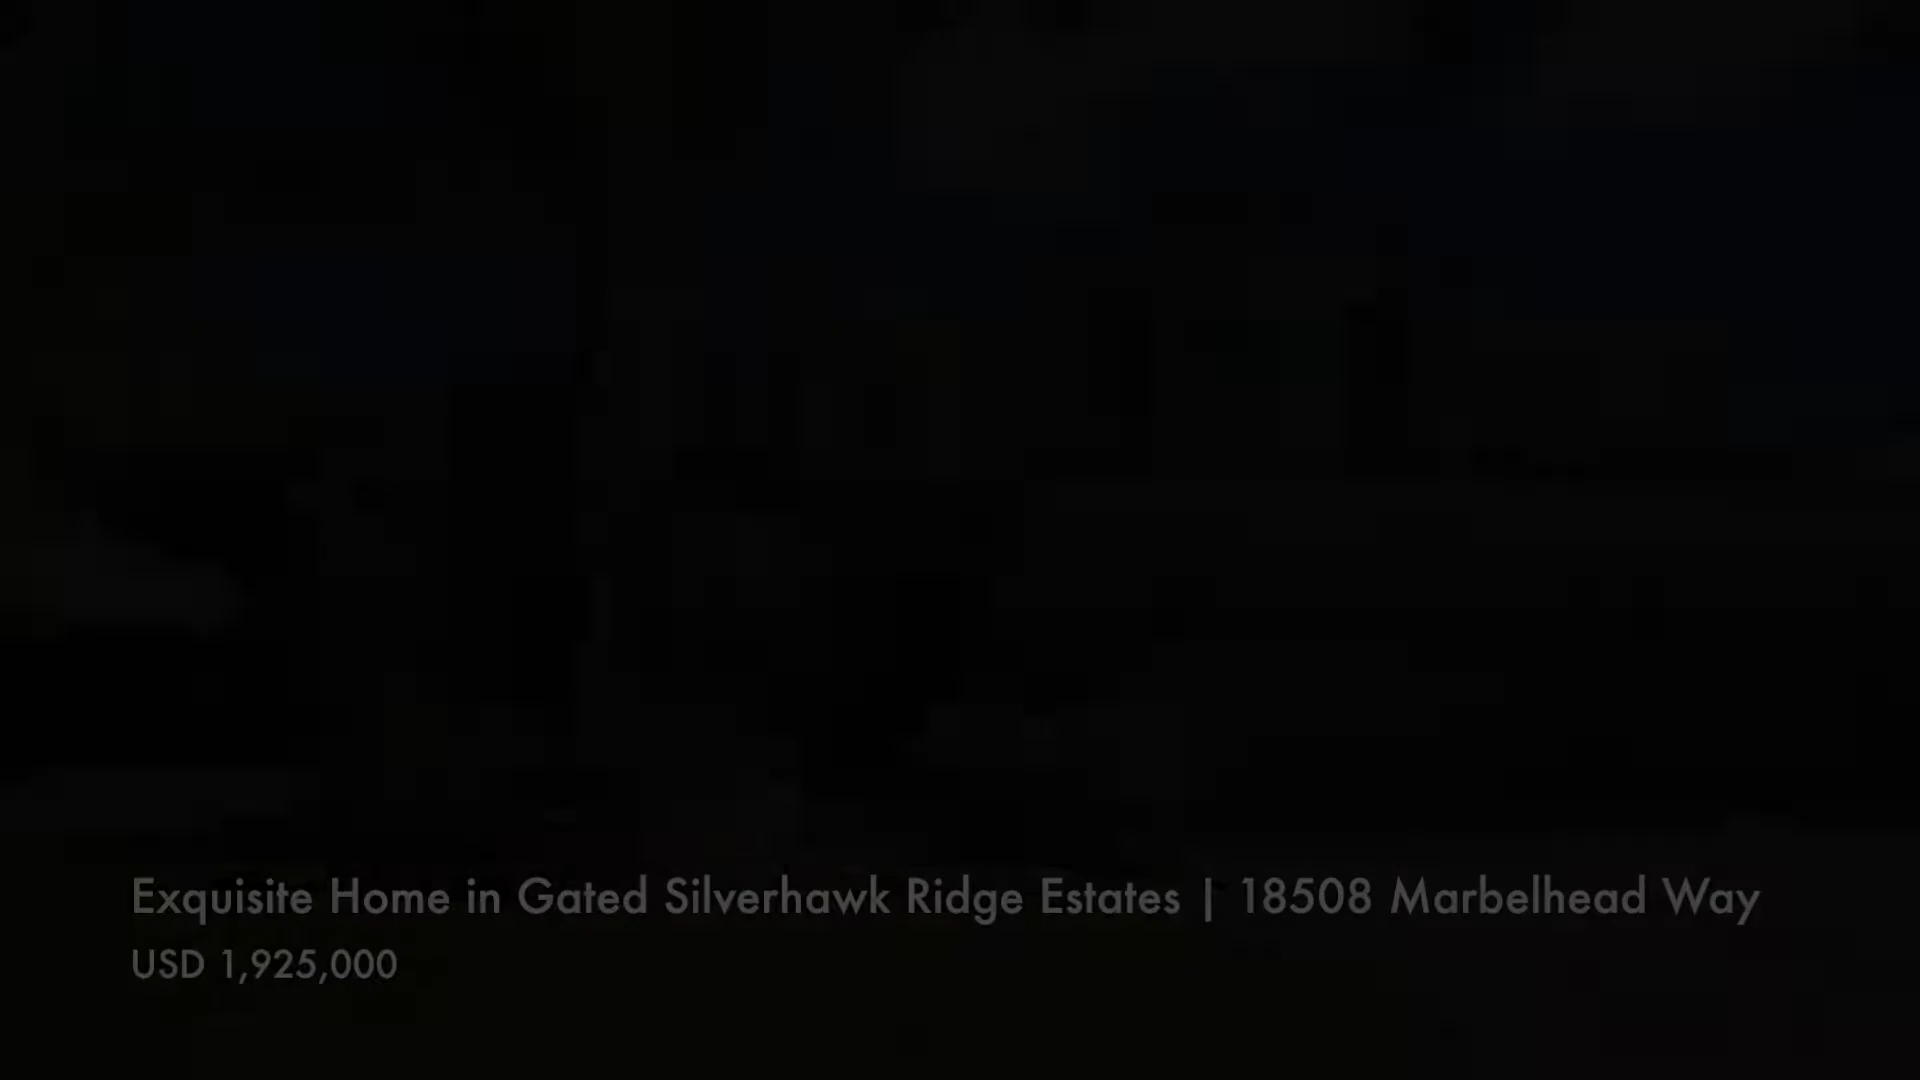 Exquisite Home in Gated Silverhawk Ridge Estates | 18508 Marbelhead Way
USD 1,925,000